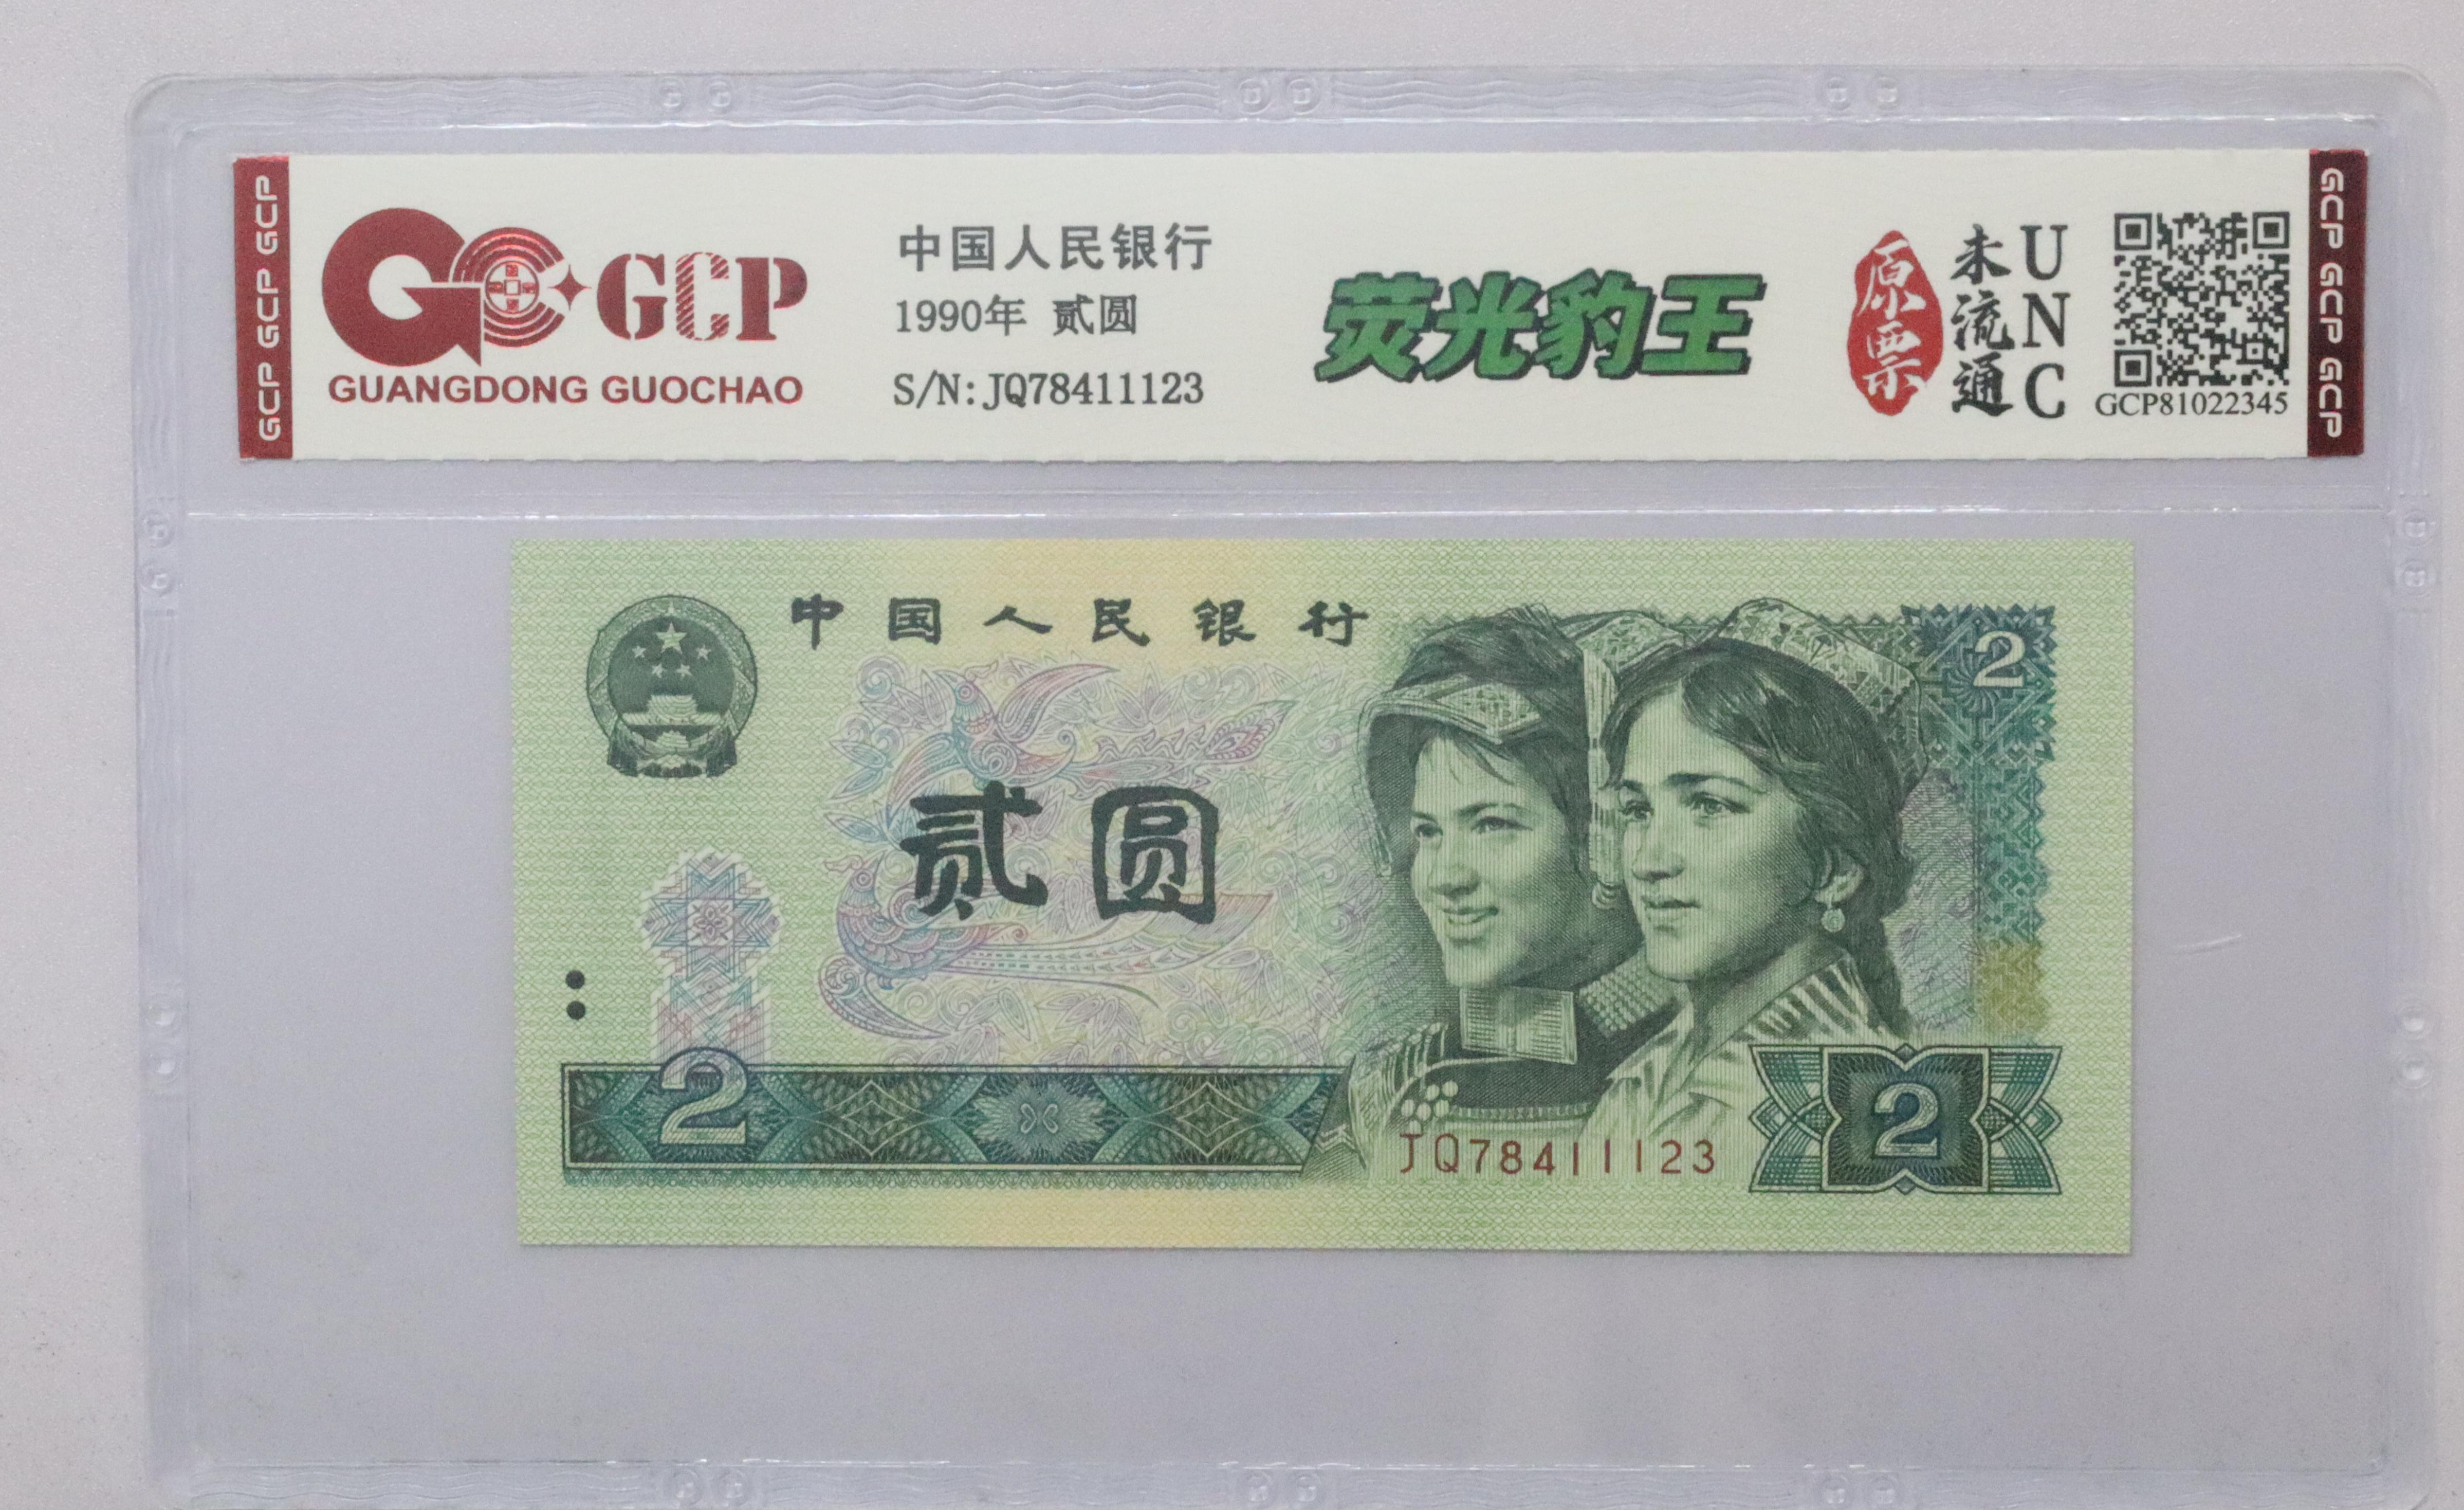 GCP GCP GCP
GCP
GUANGDONG GUOCHAO
中国人民银行
1990年 贰圆
S/N:JQ78411123
荧光豹王
原票
未流通
UNC
GCP81022345
GCP GCP GCP
中国人民银行
2
贰圆
2
JQ78411123
2